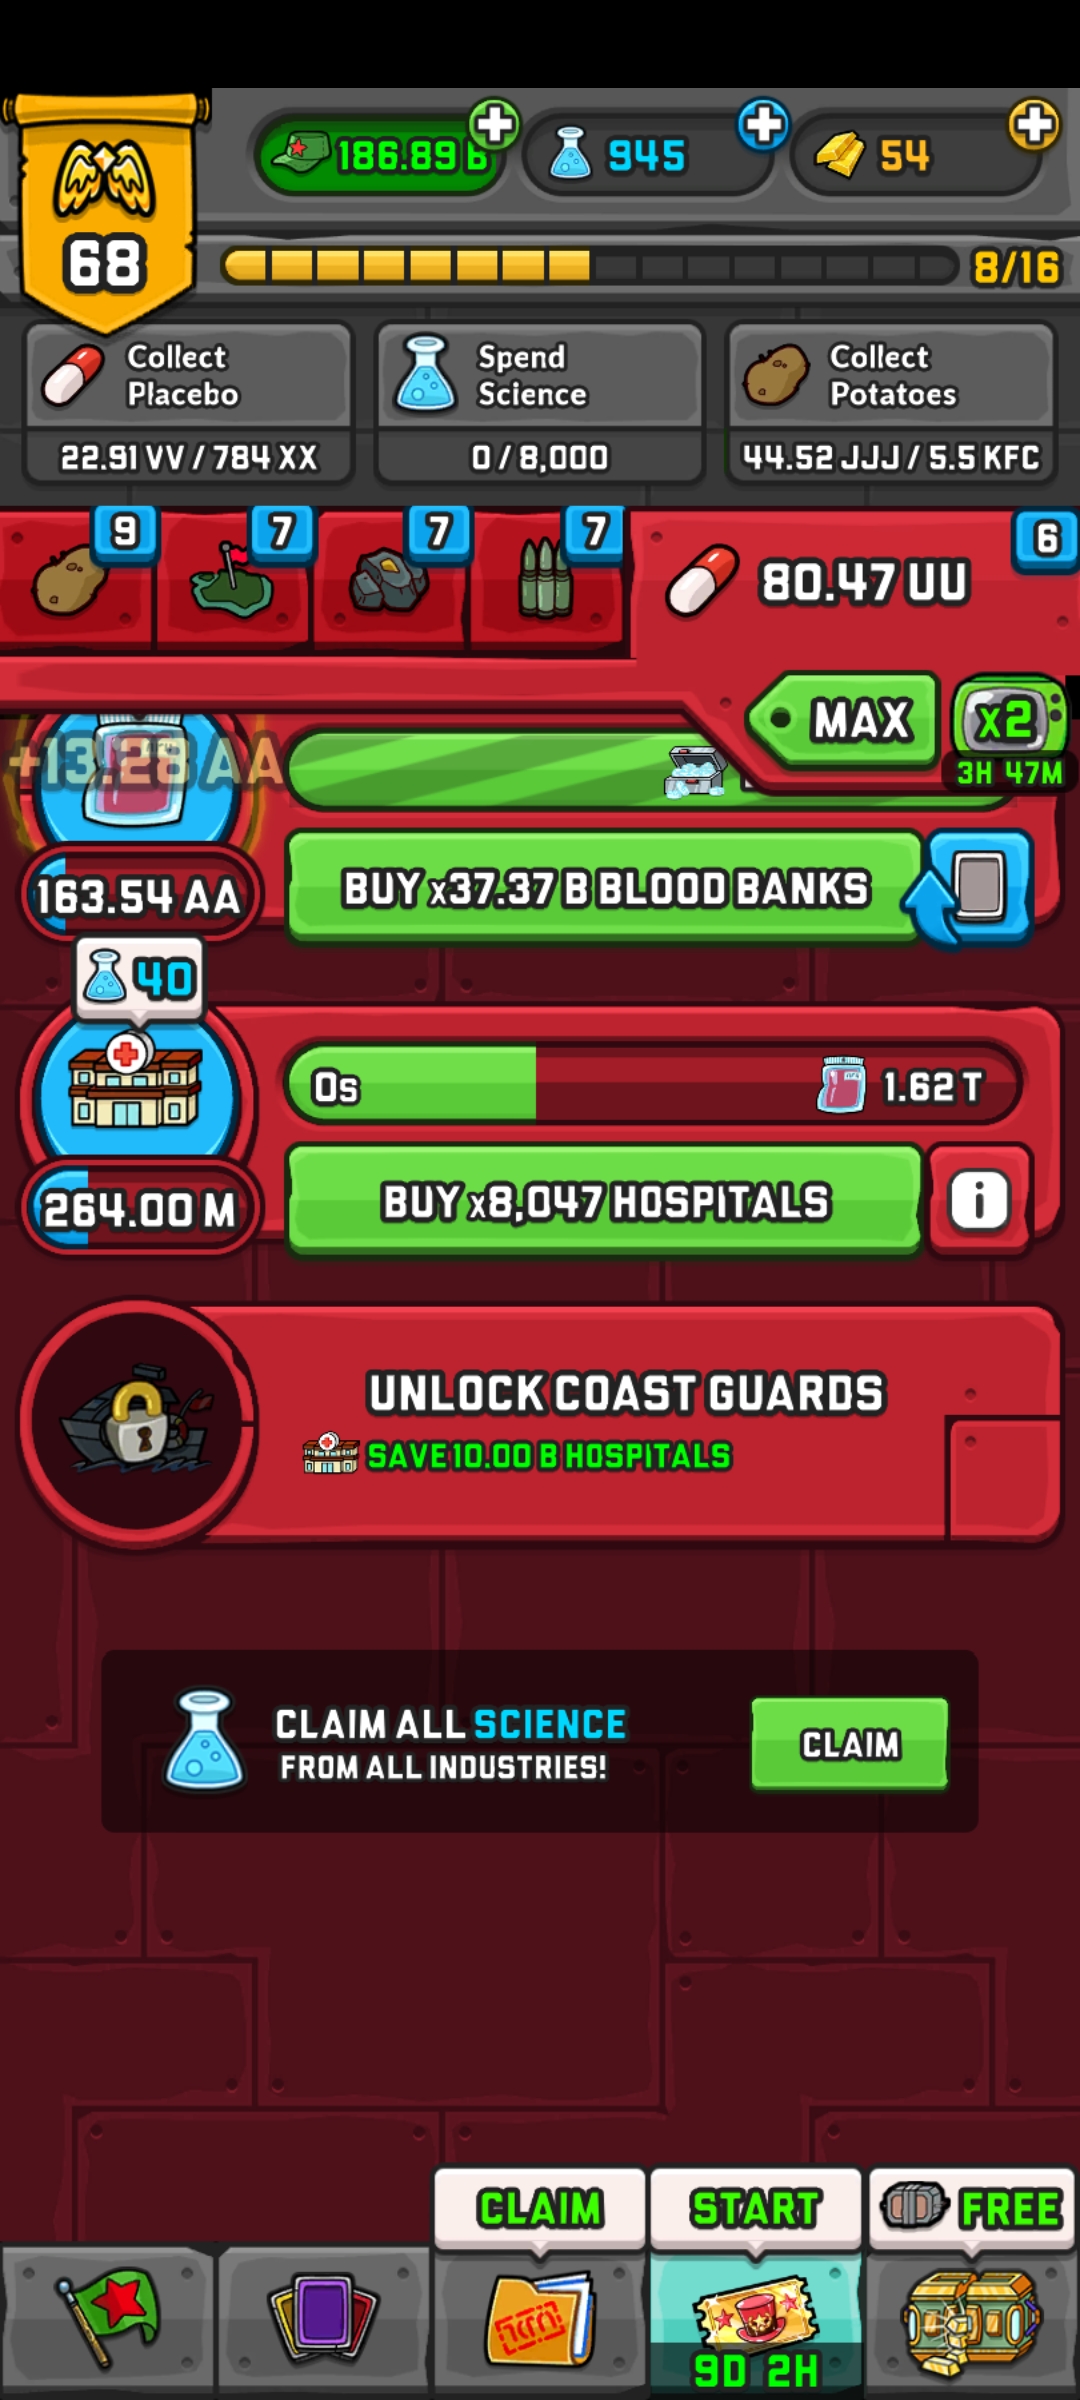 186.89 B
945
54
68
8/16
Collect
Placebo
22.91 VV / 784 XX
Spend
Science
0 / 8,000
Collect
Potatoes
44.52 JJJ / 5.5 KFC
9
7
7
7
6
80.47 UU
MAX
x2
3H 47M
+13.28 AA
163.54 AA
BUY x37.37 B BLOOD BANKS
40
0s
1.62 T
264.00 M
BUY x8,047 HOSPITALS
i
UNLOCK COAST GUARDS
SAVE 10.00 B HOSPITALS
CLAIM ALL SCIENCE
FROM ALL INDUSTRIES!
CLAIM
CLAIM
START
FREE
9D 2H